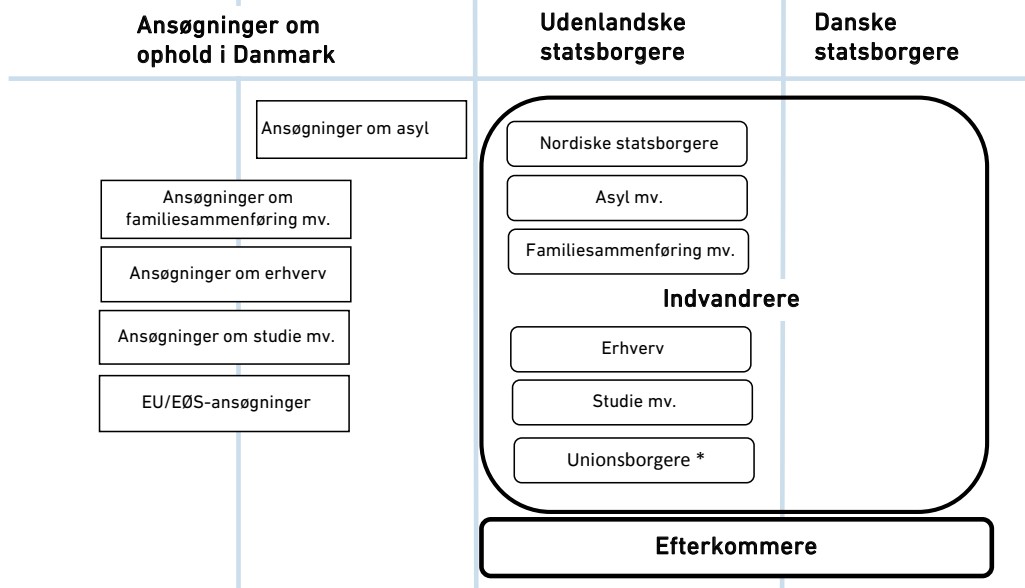 Ansøgninger om
ophold i Danmark
Udenlandske
statsborgere
Danske
statsborgere
Ansøgninger om asyl
Ansøgninger om
familiesammenføring mv.
Ansøgninger om erhverv
Ansøgninger om studie mv.
EU/EØS-ansøgninger
Nordiske statsborgere
Asyl mv.
Familiesammenføring mv.
Indvandrere
Erhverv
Studie mv.
Unionsborgere *
Efterkommere